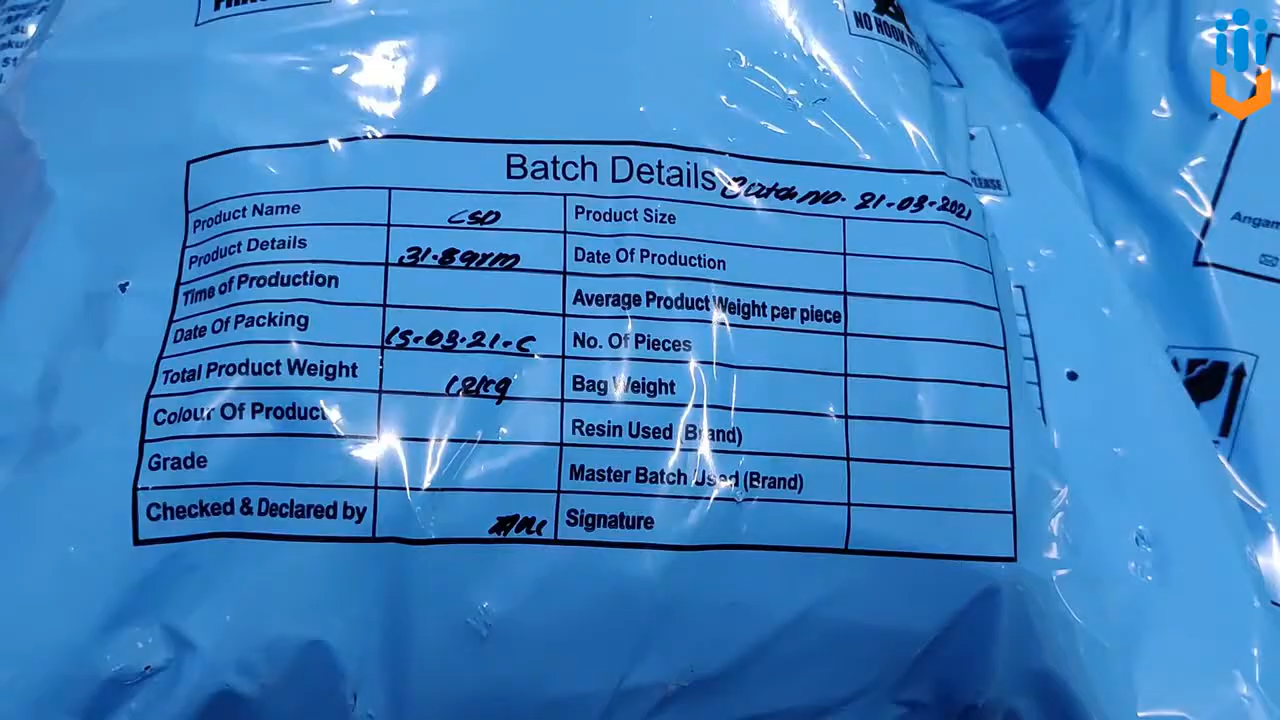 NO HOOK
LEASE
Angam
Batch Details Batch NO. 21-03-2021
Product Name CSD Product Size
Product Details 31.89rm Date Of Production
Time of Production Average Product Weight per piece
Date Of Packing 15-03-21-C No. Of Pieces
Total Product Weight 12kg Bag Weight
Colour Of Product Resin Used (Brand)
Grade Master Batch Used (Brand)
Checked & Declared by Signature